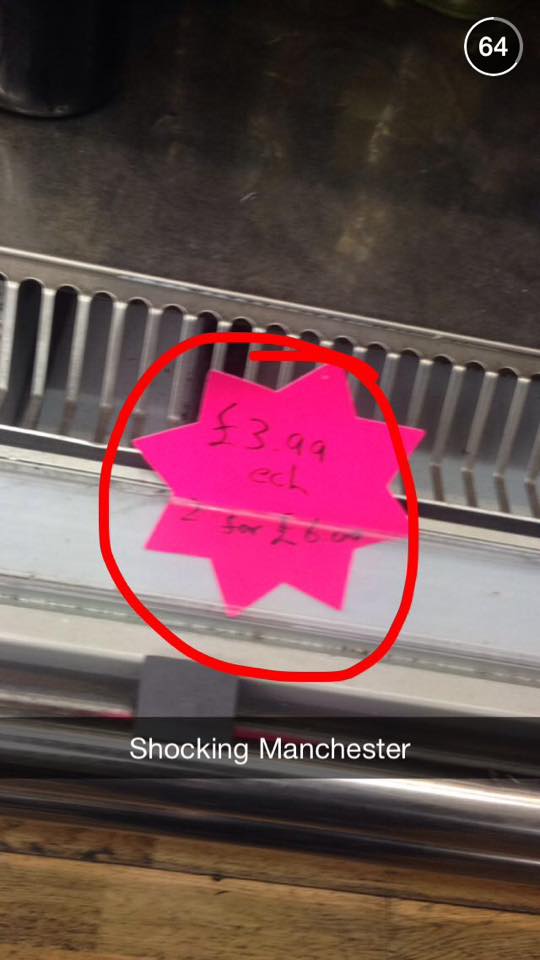 64
£3.99
ech
2 for £6.00
Shocking Manchester